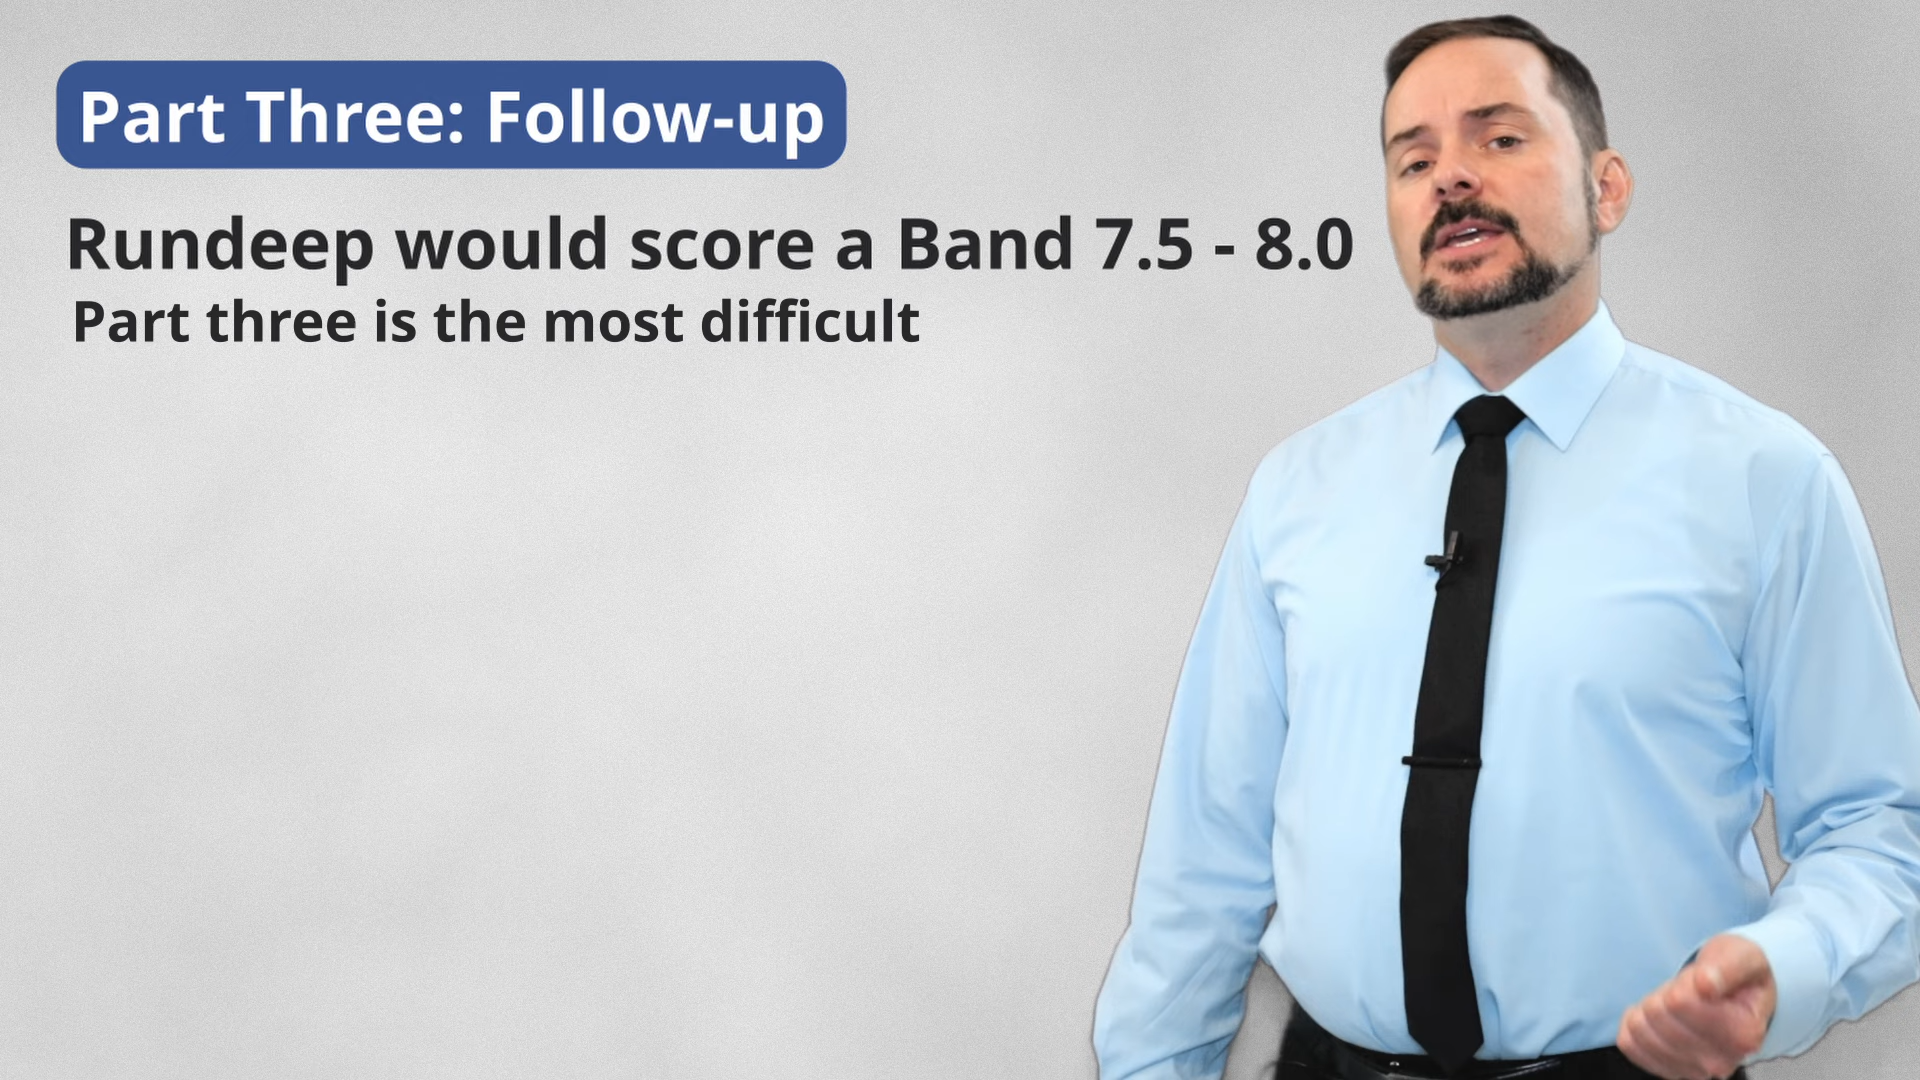 Part Three: Follow-up
Rundeep would score a Band 7.5 - 8.0
Part three is the most difficult